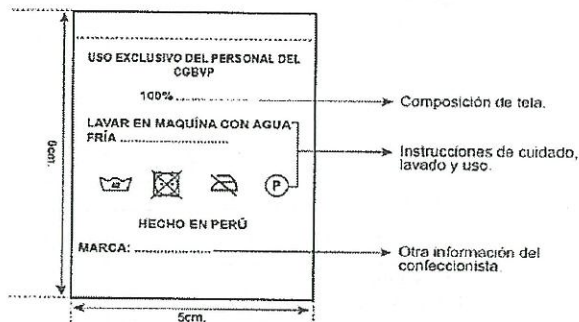 USO EXCLUSIVO DEL PERSONAL DEL
CGBVP
100% ........................
Composición de tela.
LAVAR EN MAQUÍNA CON AGUA
FRÍA ........................
Instrucciones de cuidado,
lavado y uso.
P
HECHO EN PERÚ
MARCA: ................
Otra información del
confeccionista.
6cm.
5cm.